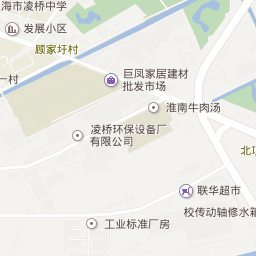 海市凌桥中学
发展小区
顾家圩村
一村
巨凤家居建材
批发市场
淮南牛肉汤
凌桥环保设备厂
有限公司
北
联华超市
校传动轴修水箱
工业标准厂房